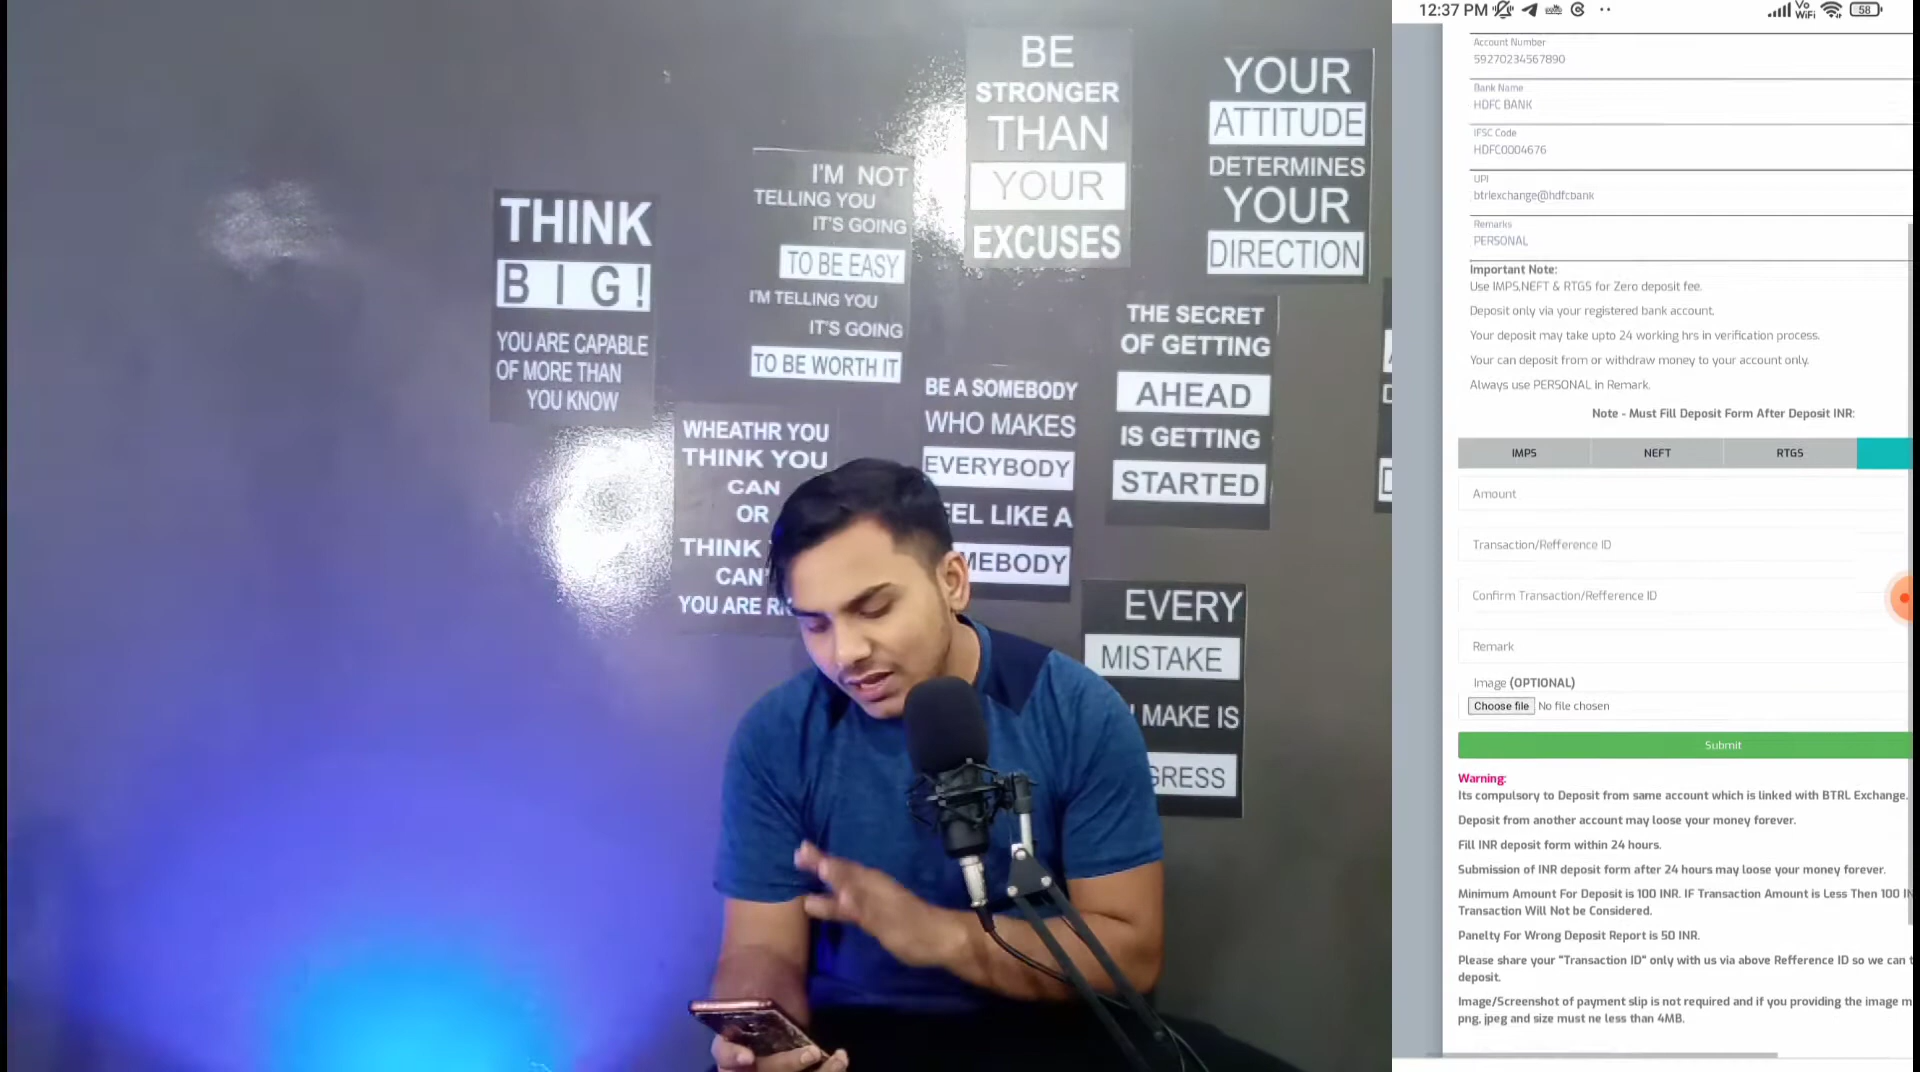 THINK
BIG!
YOU ARE CAPABLE
OF MORE THAN
YOU KNOW
I'M NOT
TELLING YOU
IT'S GOING
TO BE EASY
I'M TELLING YOU
IT'S GOING
TO BE WORTH IT
BE
STRONGER
THAN
YOUR
EXCUSES
YOUR
ATTITUDE
DETERMINES
YOUR
DIRECTION
WHEATHR YOU
THINK YOU
CAN
OR
THINK
CAN'
YOU ARE
BE A SOMEBODY
WHO MAKES
EVERYBODY
EEL LIKE A
MEBODY
THE SECRET
OF GETTING
AHEAD
IS GETTING
STARTED
EVERY
MISTAKE
MAKE IS
GRESS
12:37 PM
Vo
WiFi
58
Account Number
59270234567890
Bank Name
HDFC BANK
IFSC Code
HDFC0004676
UPI
btrlexchange@hdfcbank
Remarks
PERSONAL
Important Note:
Use IMPS,NEFT & RTGS for Zero deposit fee.
Deposit only via your registered bank account.
Your deposit may take upto 24 working hrs in verification process.
Your can deposit from or withdraw money to your account only.
Always use PERSONAL in Remark.
Note - Must Fill Deposit Form After Deposit INR:
IMPS NEFT RTGS
Amount
Transaction/Refference ID
Confirm Transaction/Refference ID
Remark
Image (OPTIONAL)
Choose file No file chosen
Submit
Warning:
Its compulsory to Deposit from same account which is linked with BTRL Exchange.
Deposit from another account may loose your money forever.
Fill INR deposit form within 24 hours.
Submission of INR deposit form after 24 hours may loose your money forever.
Minimum Amount For Deposit is 100 INR. IF Transaction Amount is Less Then 100 IN
Transaction Will Not be Considered.
Panelty For Wrong Deposit Report is 50 INR.
Please share your "Transaction ID" only with us via above Refference ID so we can t
deposit.
Image/Screenshot of payment slip is not required and if you providing the image m
png, jpeg and size must ne less than 4MB.